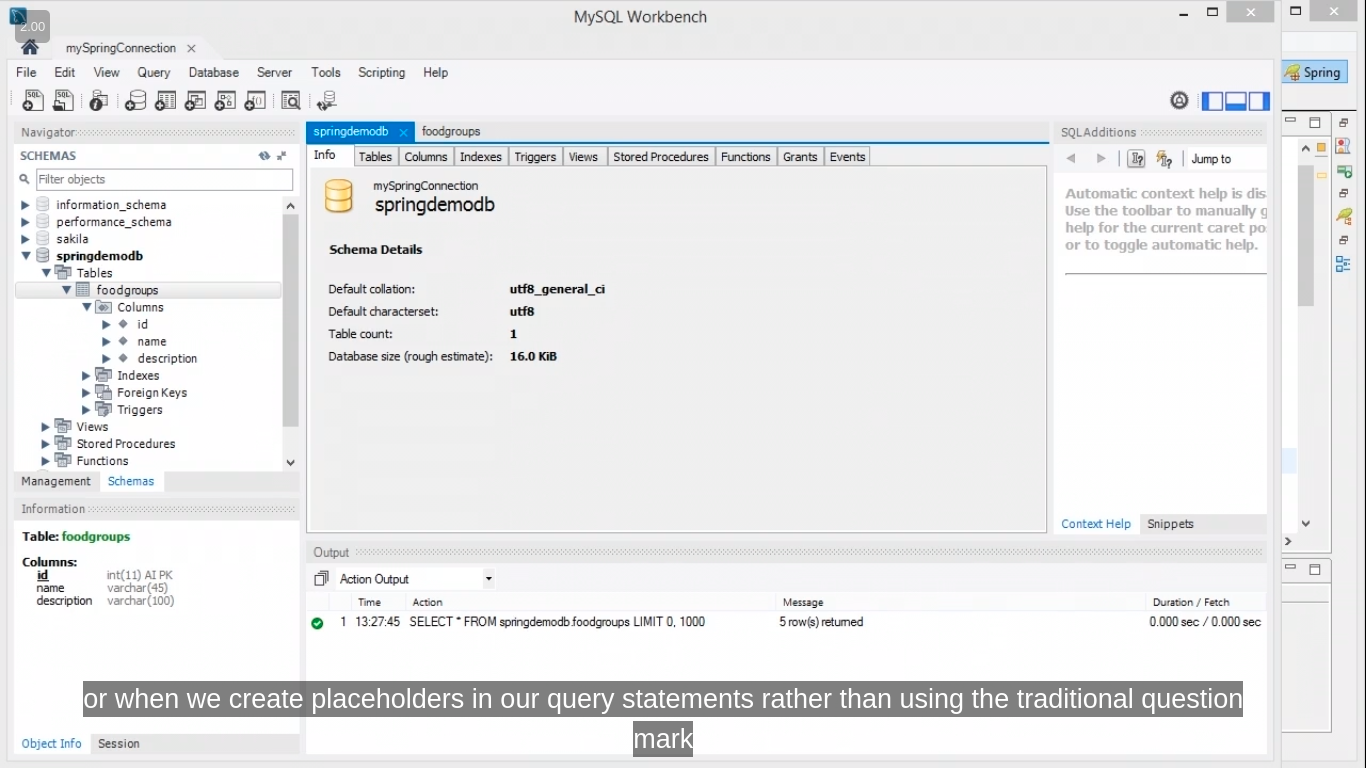 MySQL Workbench
2.00
mySpringConnection
File Edit View Query Database Server Tools Scripting Help
Spring
Navigator
SCHEMAS
Filter objects
information_schema
performance_schema
sakila
springdemodb
Tables
foodgroups
Columns
id
name
description
Indexes
Foreign Keys
Triggers
Views
Stored Procedures
Functions
Management Schemas
Information
Table: foodgroups
Columns:
id int(11) AI PK
name varchar(45)
description varchar(100)
Object Info Session
springdemodb foodgroups
Info Tables Columns Indexes Triggers Views Stored Procedures Functions Grants Events
mySpringConnection
springdemodb
Schema Details
Default collation: utf8_general_ci
Default characterset: utf8
Table count: 1
Database size (rough estimate): 16.0 KiB
SQLAdditions
Jump to
Automatic context help is dis
Use the toolbar to manually g
help for the current caret po
or to toggle automatic help.
Context Help Snippets
Output
Action Output
Time Action Message Duration / Fetch
1 13:27:45 SELECT * FROM springdemodb.foodgroups LIMIT 0, 1000 5 row(s) returned 0.000 sec / 0.000 sec
or when we create placeholders in our query statements rather than using the traditional question
mark